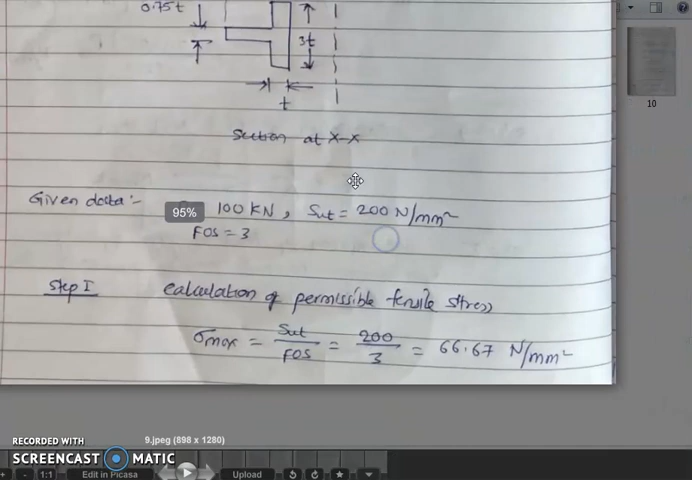 0.75t
3t
t
Section at X-X
10
Given data:-
95%
100 KN, Sut = 200 N/mm²
FOS = 3
Step I
calculation of permissible tensile stress
σmax = Sut/FOS = 200/3 = 66.67 N/mm²
RECORDED WITH
9.jpeg (898 x 1280)
SCREENCAST MATIC
1:1
Edit in Picasa
Upload